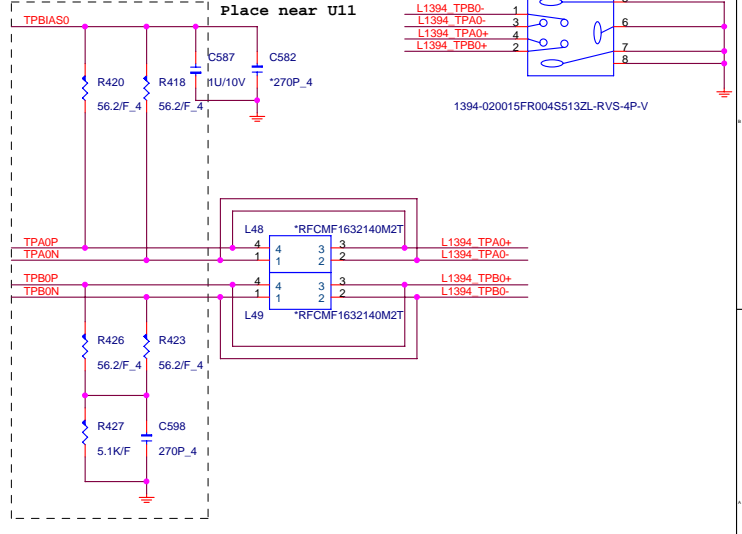 Place near U11
TPBIAS0
C587
1U/10V
C582
*270P_4
R420
56.2/F_4
R418
56.2/F_4
L1394_TPB0-
L1394_TPA0-
L1394_TPA0+
L1394_TPB0+
1
3
4
2
6
7
8
1394-020015FR004S513ZL-RVS-4P-V
L48
*RFCMF1632140M2T
TPA0P
TPA0N
4
1
4
1
3
2
3
2
L1394_TPA0+
L1394_TPA0-
TPB0P
TPB0N
4
1
4
1
3
2
3
2
L1394_TPB0+
L1394_TPB0-
L49
*RFCMF1632140M2T
R426
56.2/F_4
R423
56.2/F_4
R427
5.1K/F
C598
270P_4